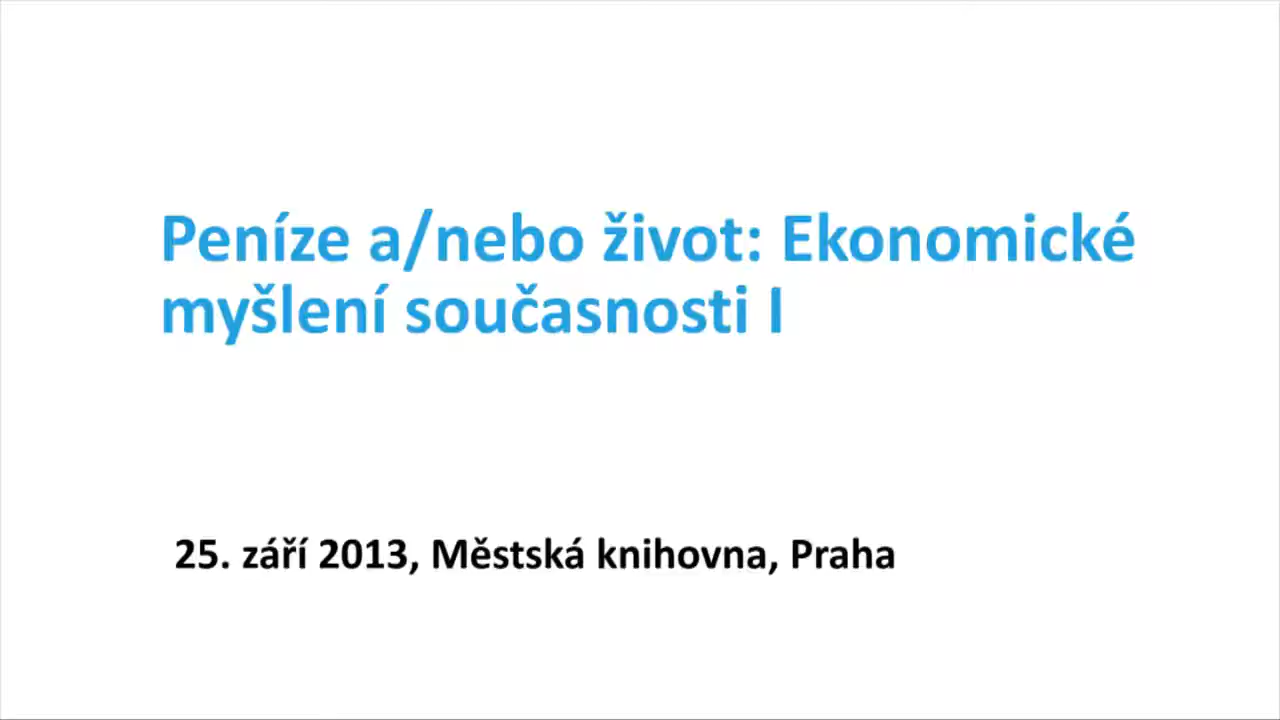 Peníze a/nebo život: Ekonomické
myšlení současnosti I
25. září 2013, Městská knihovna, Praha